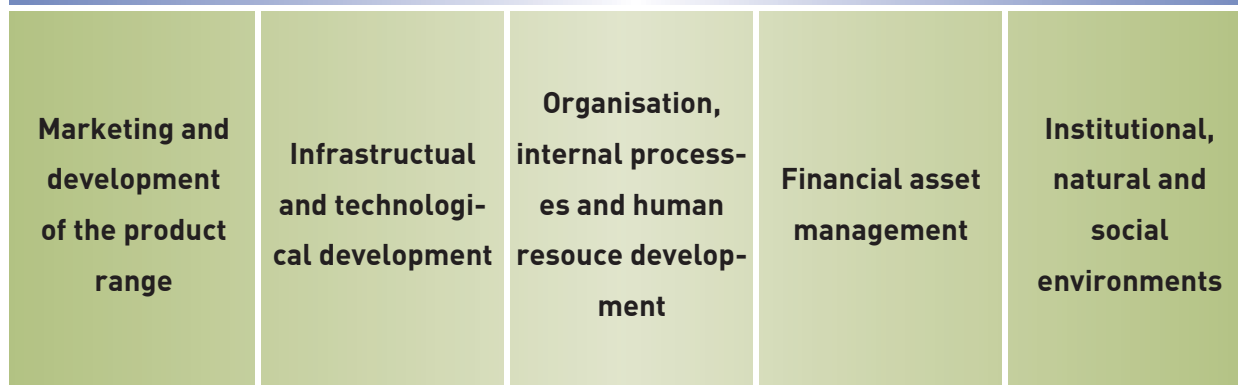 Marketing and
development
of the product
range
Infrastructual
and technologi-
cal development
Organisation,
internal process-
es and human
resouce develop-
ment
Financial asset
management
Institutional,
natural and
social
environments